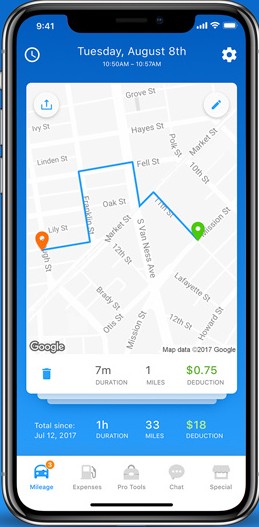 9:41
Tuesday, August 8th
10:50AM – 10:57AM
Grove St
Ivy St
Hayes St
Polk St
Market St
Linden St
Fell St
10th St
Franklin St
Oak St
11th St
Lily St
Market St
S Van Ness Ave
Mission St
Gough St
12th St
Lafayette St
Brady St
Otis St
Mission St
12th St
Howard St
Google
Map data ©2017 Google
7m 1 $0.75
DURATION MILES DEDUCTION
Total since: 1h 33 $18
Jul 12, 2017 DURATION MILES DEDUCTION
Mileage Expenses Pro Tools Chat Special